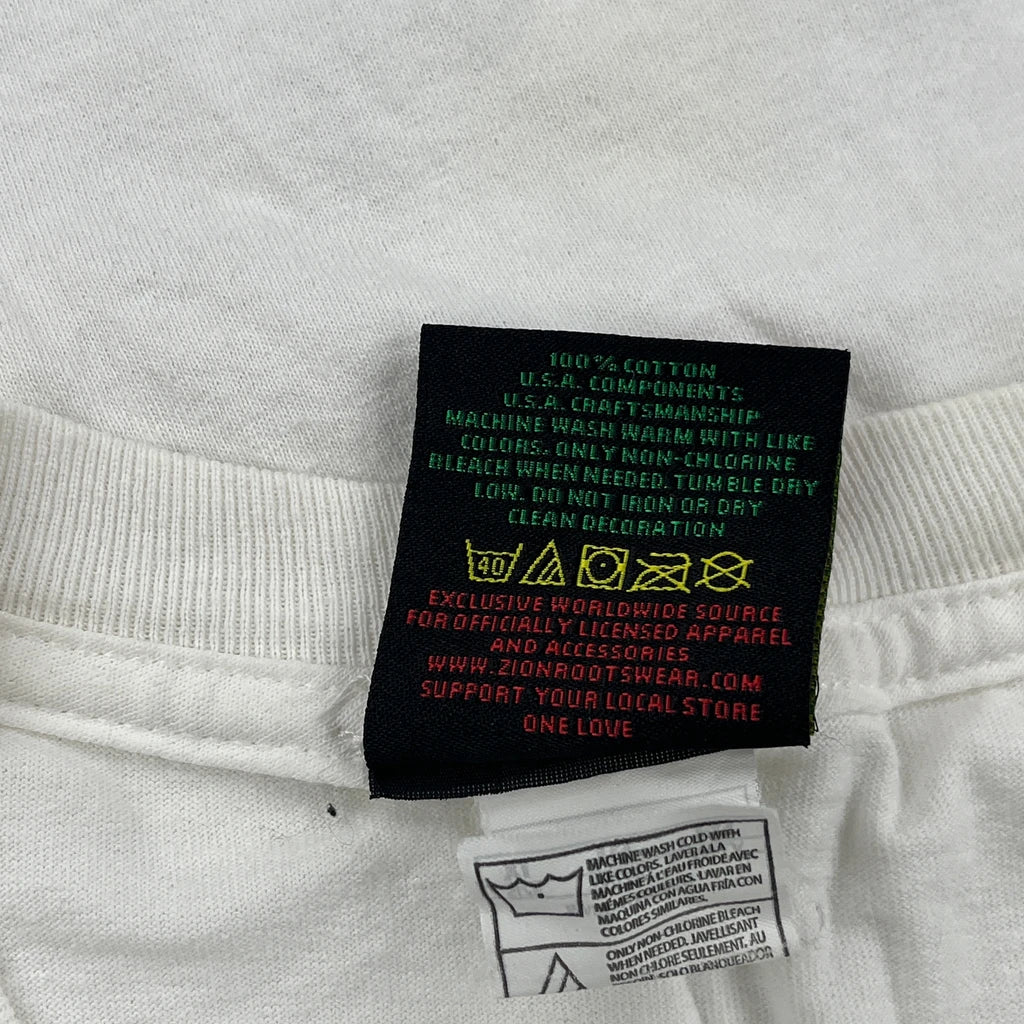 100% COTTON
U.S.A. COMPONENTS
U.S.A. CRAFTSMANSHIP
MACHINE WASH WARM WITH LIKE
COLORS. ONLY NON-CHLORINE
BLEACH WHEN NEEDED. TUMBLE DRY
LOW. DO NOT IRON OR DRY
CLEAN DECORATION
40
EXCLUSIVE WORLDWIDE SOURCE
FOR OFFICIALLY LICENSED APPAREL
AND ACCESSORIES
WWW.ZIONROOTSWEAR.COM
SUPPORT YOUR LOCAL STORE
ONE LOVE
MACHINE WASH COLD WITH
LIKE COLORS. LAVER A LA
MACHINE À L'EAU FROIDE AVEC
MÊMES COULEURS. LAVAR EN
MAQUINA CON AGUA FRÍA CON
COLORES SIMILARES.
ONLY NON-CHLORINE BLEACH
WHEN NEEDED. JAVELLISANT
NON CHLORE SEULEMENT. AU
SOLO BLANQUEADOR